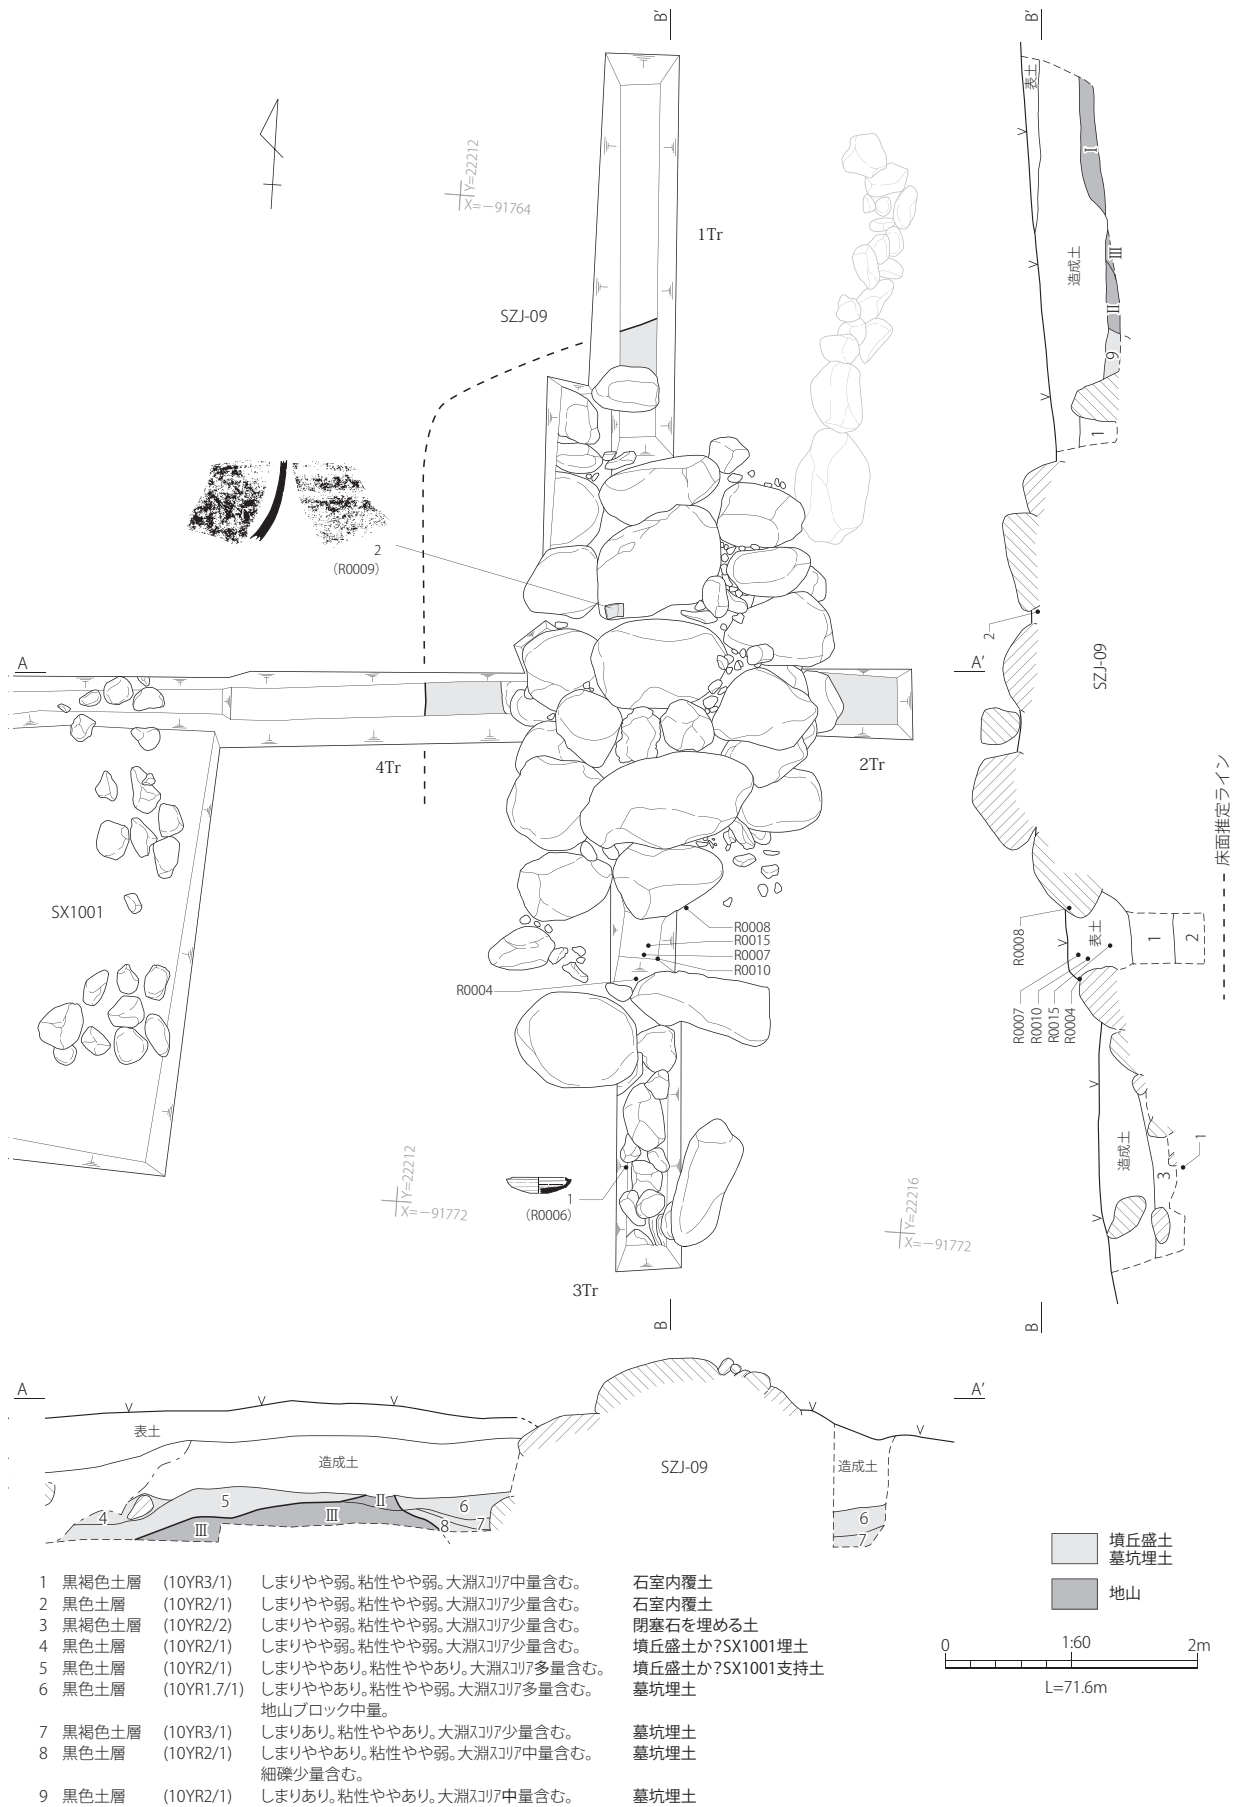 B'
B'
表土
Y=22212
X=−91764
1Tr
Ⅰ
Ⅲ
造成土
SZJ-09
Ⅱ
9
1
2
(R0009)
2
SZJ-09
A
A'
4Tr
2Tr
床面推定ライン
SX1001
R0008
R0015
R0007
R0010
R0004
R0008
表土
1
2
R0007
R0010
R0015
R0004
造成土
1
3
Y=22212
X=−91772
1
(R0006)
Y=22216
X=−91772
3Tr
B
B
A
A'
表土
造成土
SZJ-09
造成土
5
Ⅱ
6
4
Ⅲ
Ⅲ
8
7
6
7
墳丘盛土
墓坑埋土
地山
0 1:60 2m
L=71.6m
1 黒褐色土層 (10YR3/1) しまりやや弱。粘性やや弱。大淵スコリア中量含む。 石室内覆土
2 黒色土層 (10YR2/1) しまりやや弱。粘性やや弱。大淵スコリア少量含む。 石室内覆土
3 黒褐色土層 (10YR2/2) しまりやや弱。粘性やや弱。大淵スコリア少量含む。 閉塞石を埋める土
4 黒色土層 (10YR2/1) しまりやや弱。粘性やや弱。大淵スコリア少量含む。 墳丘盛土か?SX1001埋土
5 黒色土層 (10YR2/1) しまりややあり。粘性ややあり。大淵スコリア多量含む。 墳丘盛土か?SX1001支持土
6 黒色土層 (10YR1.7/1) しまりややあり。粘性やや弱。大淵スコリア多量含む。 墓坑埋土
地山ブロック中量。
7 黒褐色土層 (10YR3/1) しまりあり。粘性ややあり。大淵スコリア少量含む。 墓坑埋土
8 黒色土層 (10YR2/1) しまりややあり。粘性やや弱。大淵スコリア中量含む。 墓坑埋土
細礫少量含む。
9 黒色土層 (10YR2/1) しまりあり。粘性ややあり。大淵スコリア中量含む。 墓坑埋土